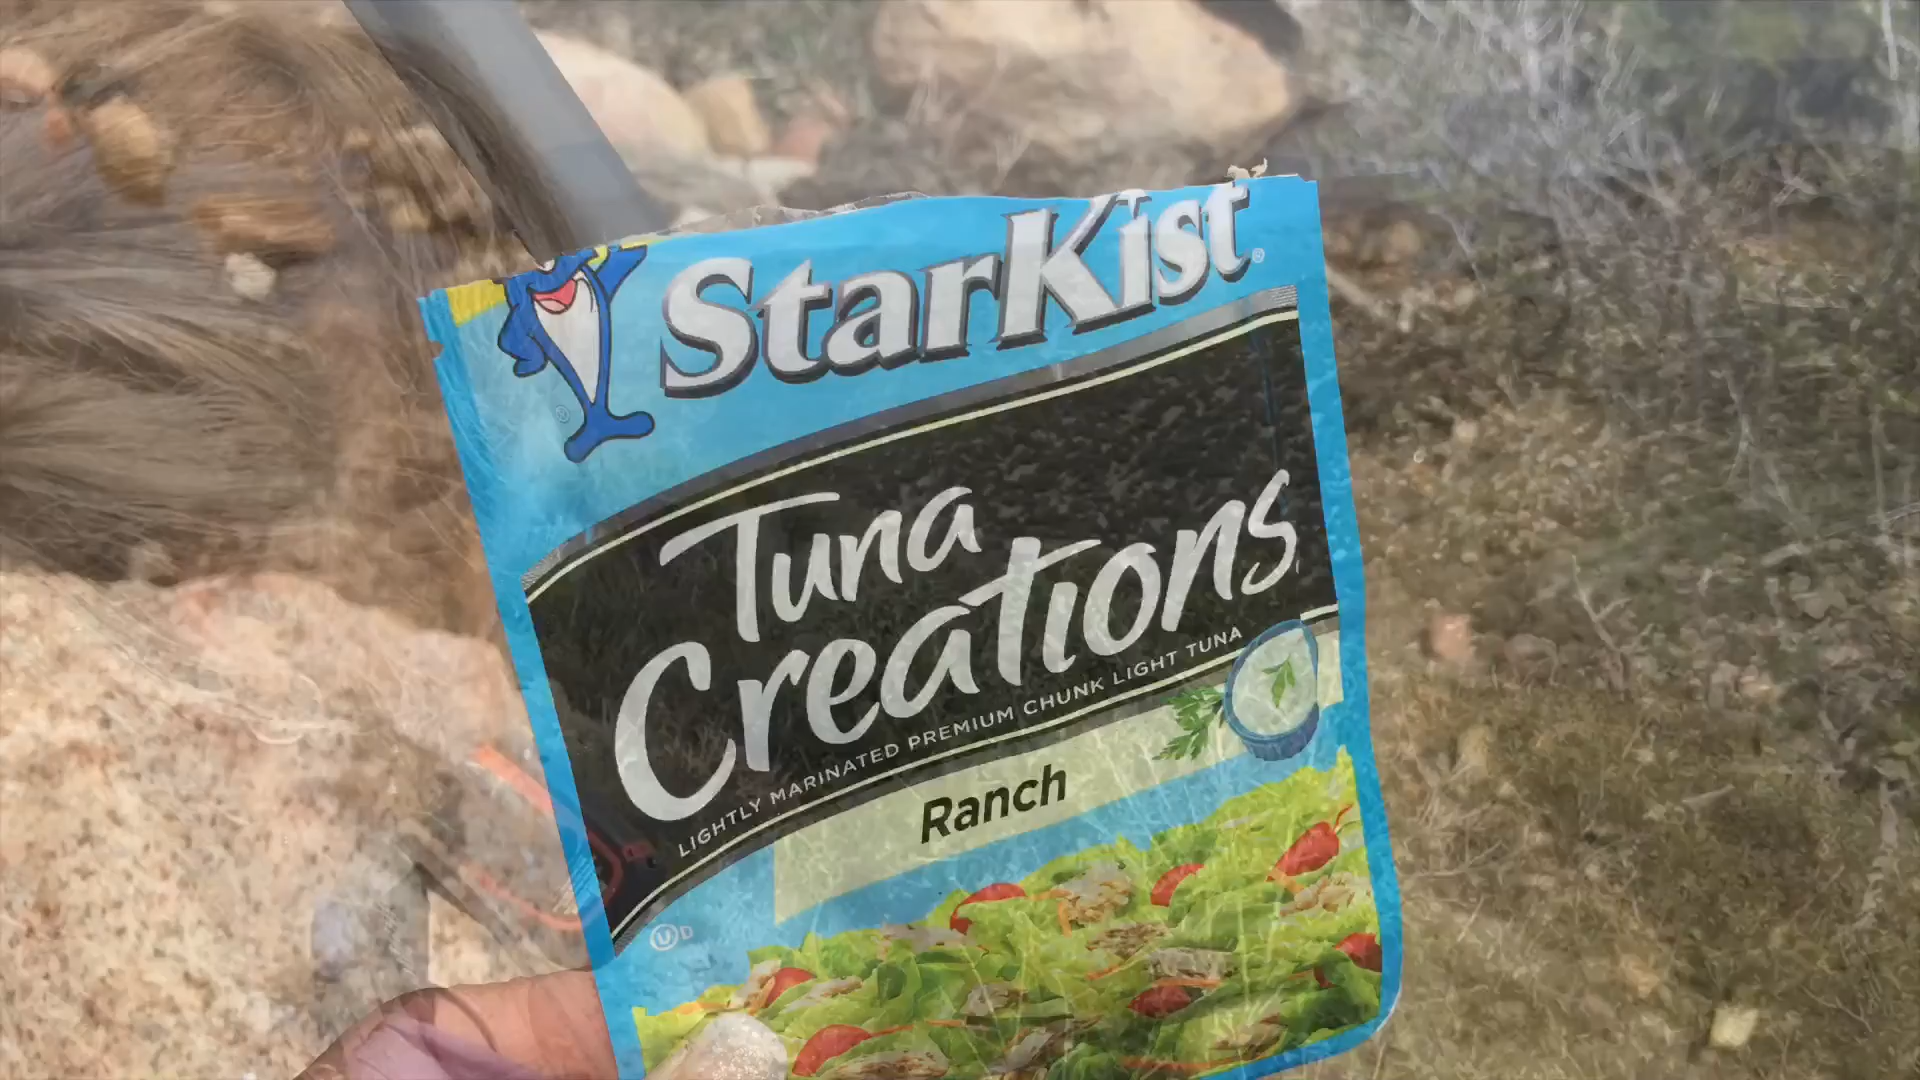 StarKist®
Tuna
Creations
LIGHTLY MARINATED PREMIUM CHUNK LIGHT TUNA
Ranch
U D